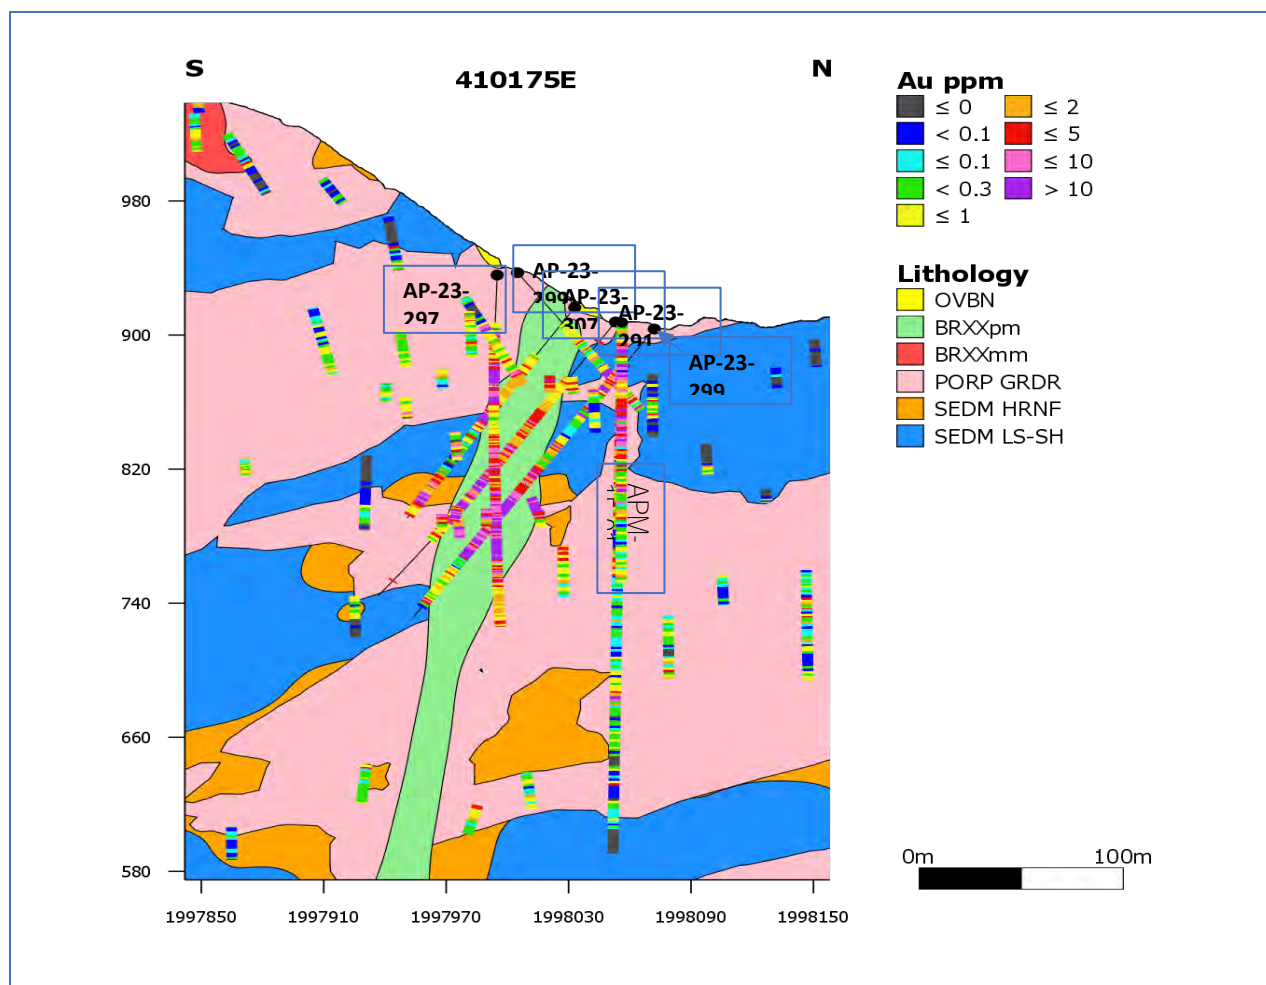 S
N
410175E
Au ppm
≤ 0
≤ 2
< 0.1
≤ 5
≤ 0.1
≤ 10
< 0.3
> 10
≤ 1
Lithology
OVBN
BRXXpm
BRXXmm
PORP GRDR
SEDM HRNF
SEDM LS-SH
980
900
820
740
660
580
AP-23-
297
AP-23-
299
AP-23-
307
AP-23-
291
AP-23-
299
APM-
0m
100m
1997850
1997910
1997970
1998030
1998090
1998150